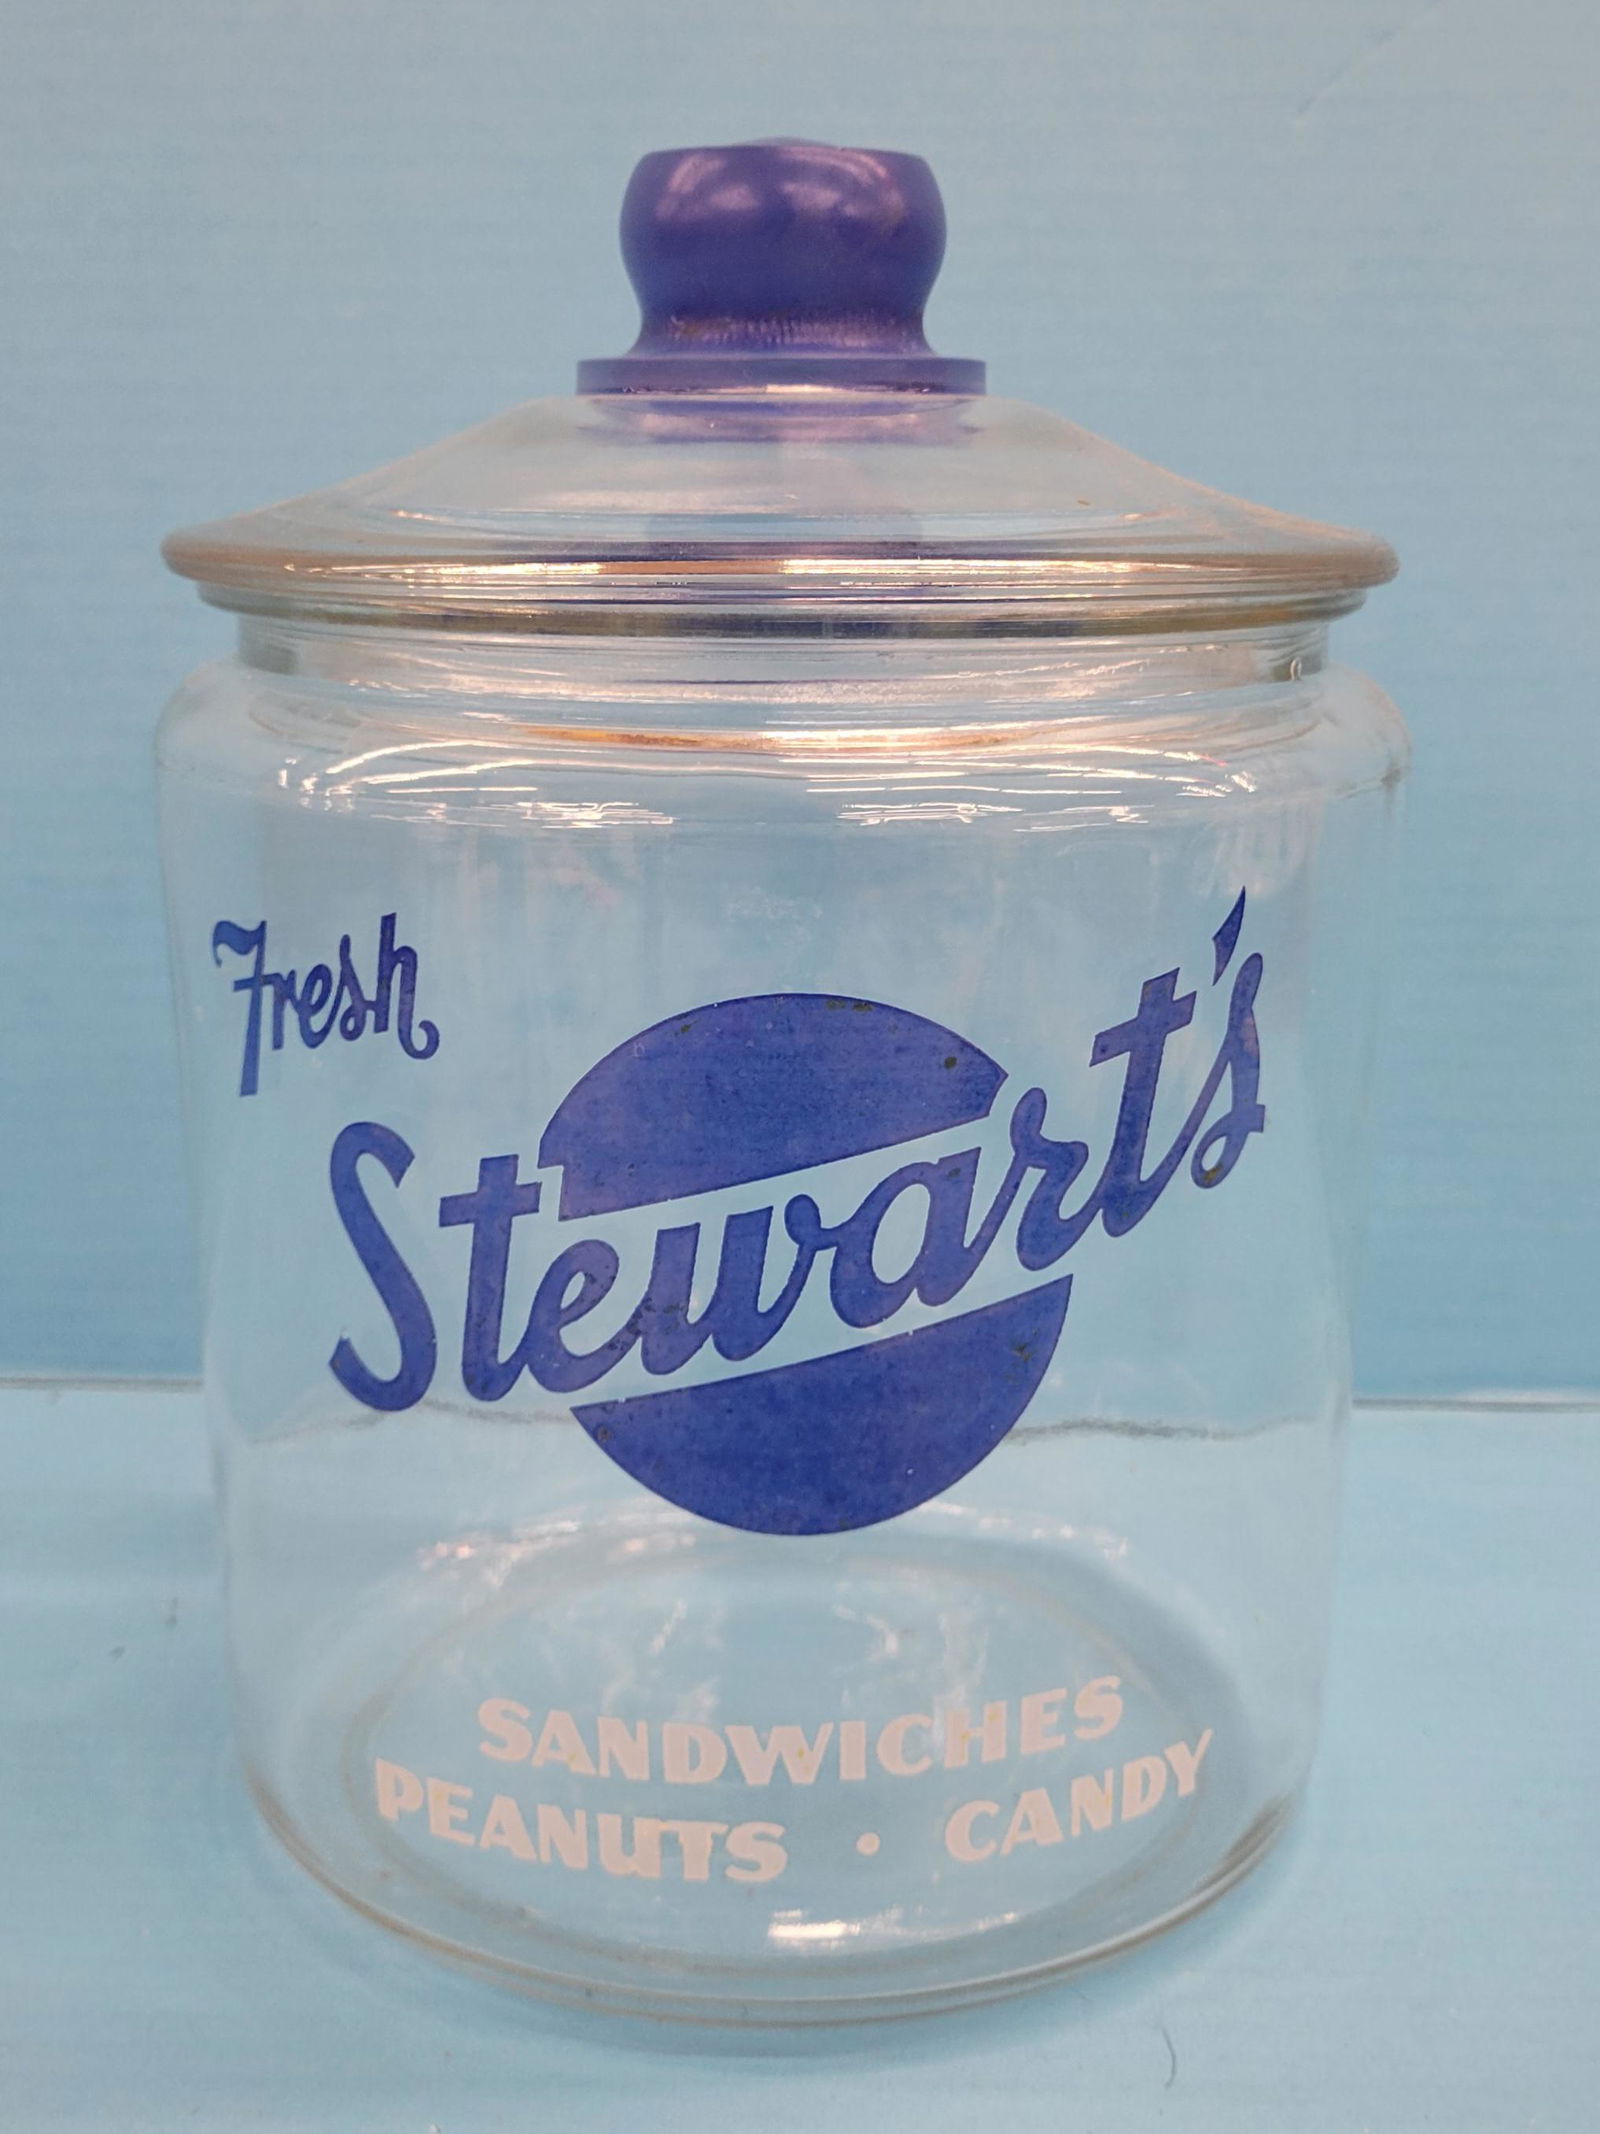 Fresh
Stewart's
SANDWICHES
PEANUTS • CANDY